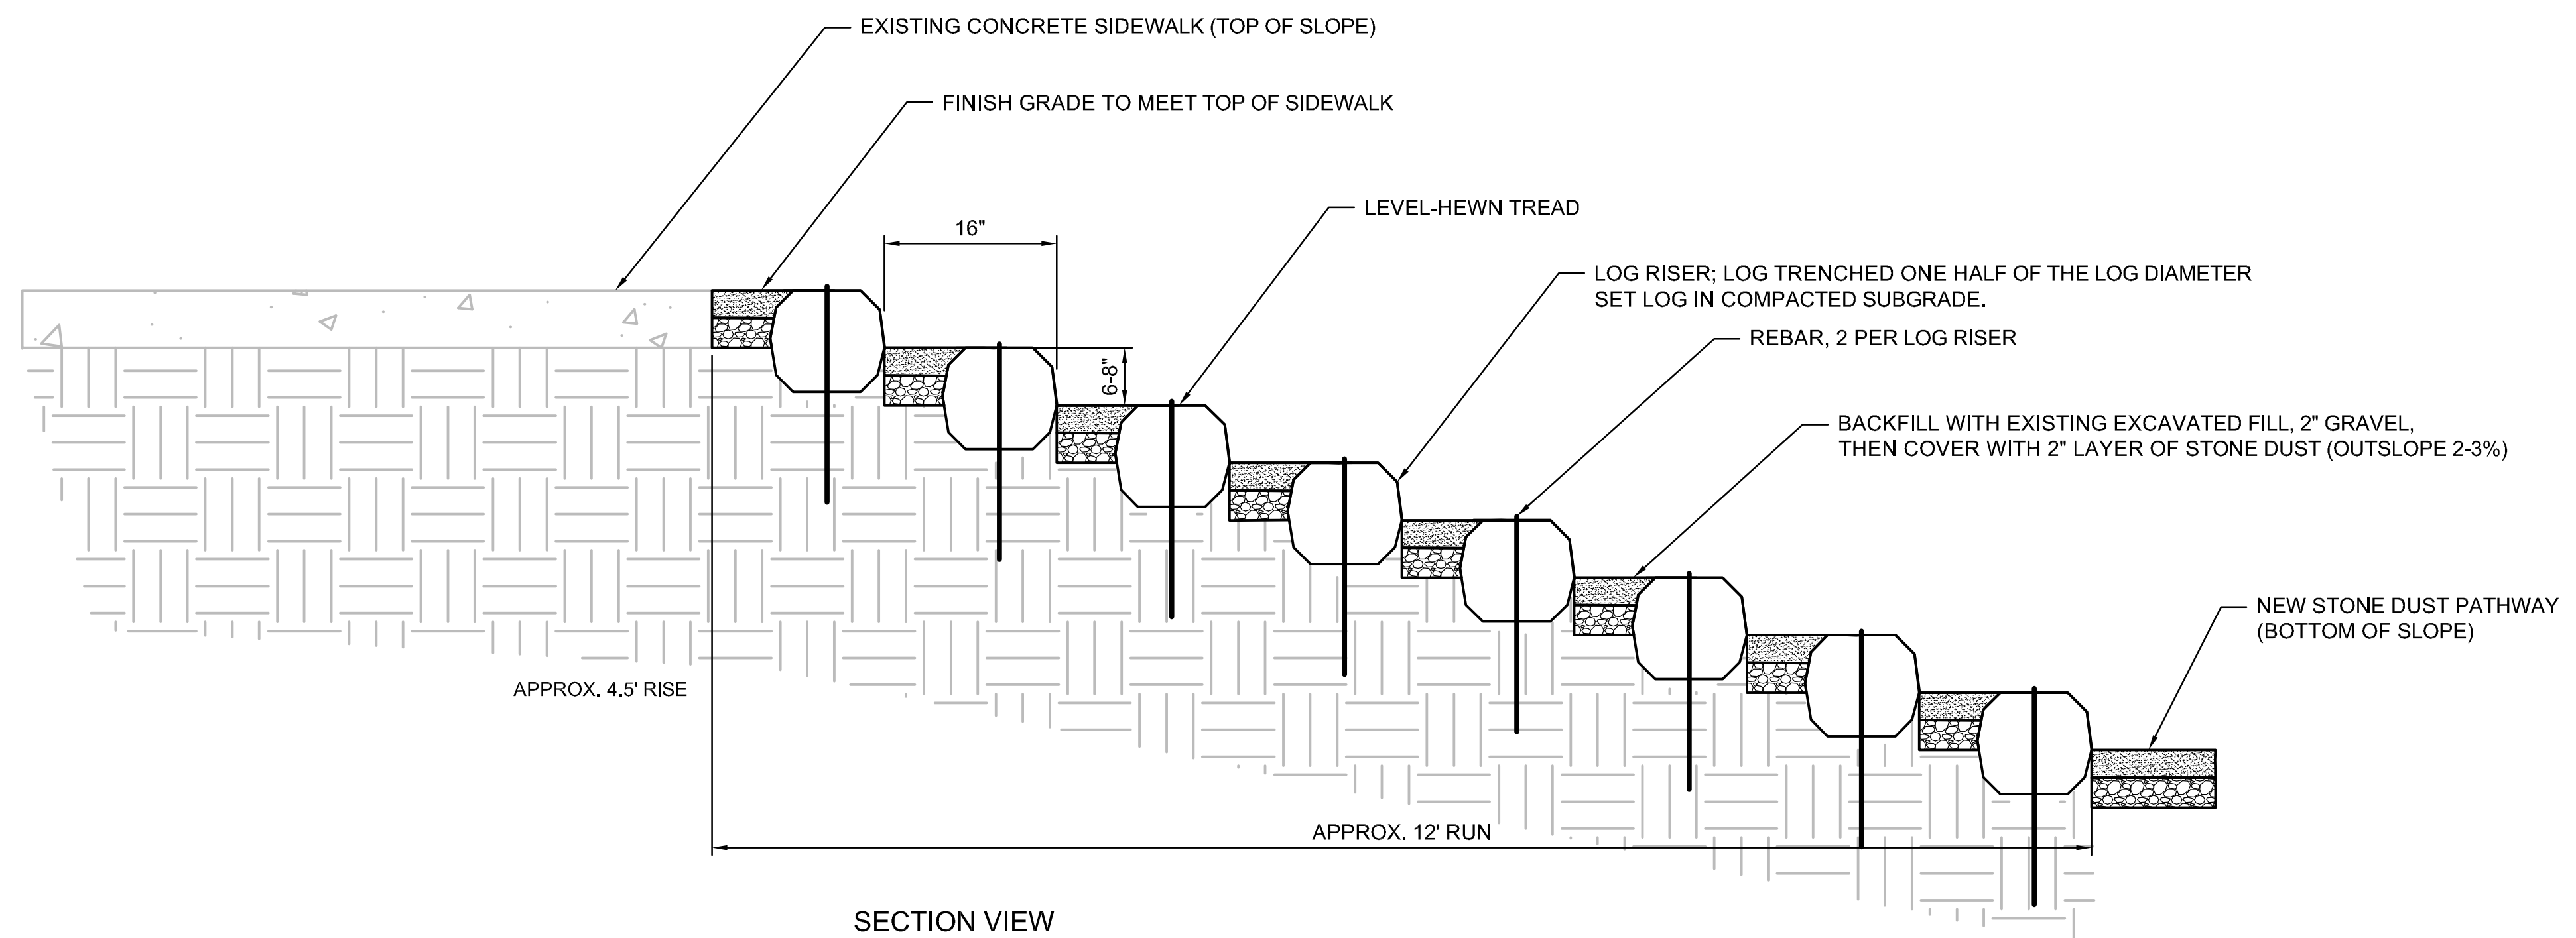 EXISTING CONCRETE SIDEWALK (TOP OF SLOPE)
FINISH GRADE TO MEET TOP OF SIDEWALK
LEVEL-HEWN TREAD
16"
LOG RISER; LOG TRENCHED ONE HALF OF THE LOG DIAMETER
SET LOG IN COMPACTED SUBGRADE.
REBAR, 2 PER LOG RISER
6-8"
BACKFILL WITH EXISTING EXCAVATED FILL, 2" GRAVEL,
THEN COVER WITH 2" LAYER OF STONE DUST (OUTSLOPE 2-3%)
NEW STONE DUST PATHWAY
(BOTTOM OF SLOPE)
APPROX. 4.5' RISE
APPROX. 12' RUN
SECTION VIEW